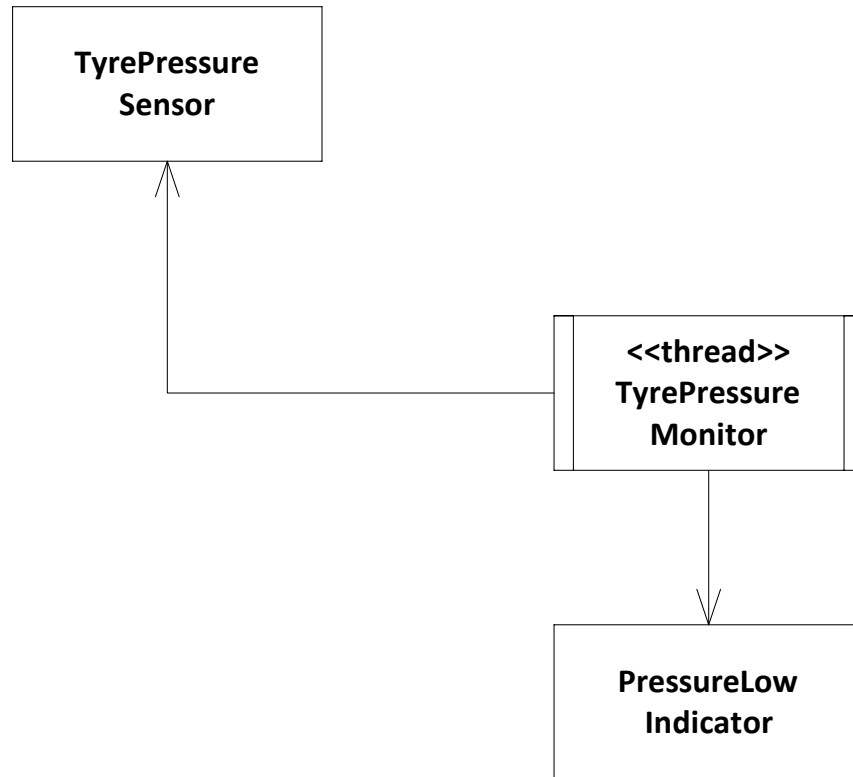 TyrePressure
Sensor
<<thread>>
TyrePressure
Monitor
PressureLow
Indicator